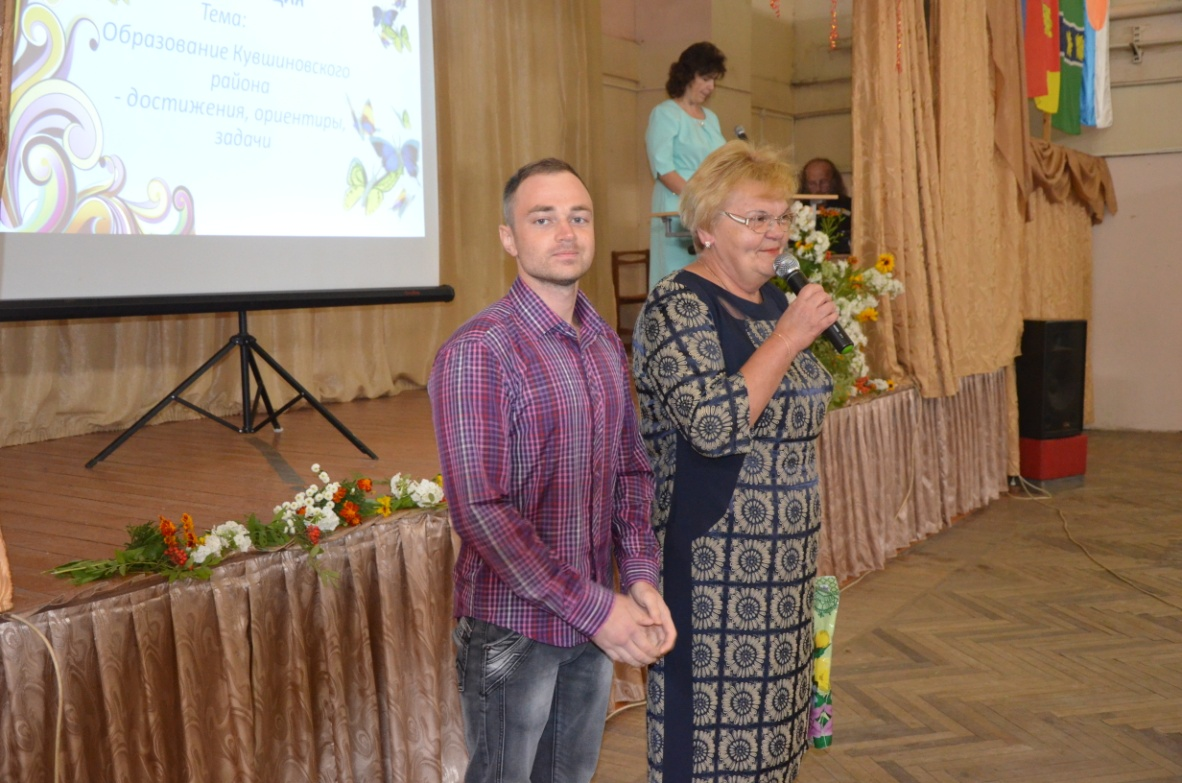 Тема:
Образование Кувшиновского
района
- достижения, ориентиры,
задачи